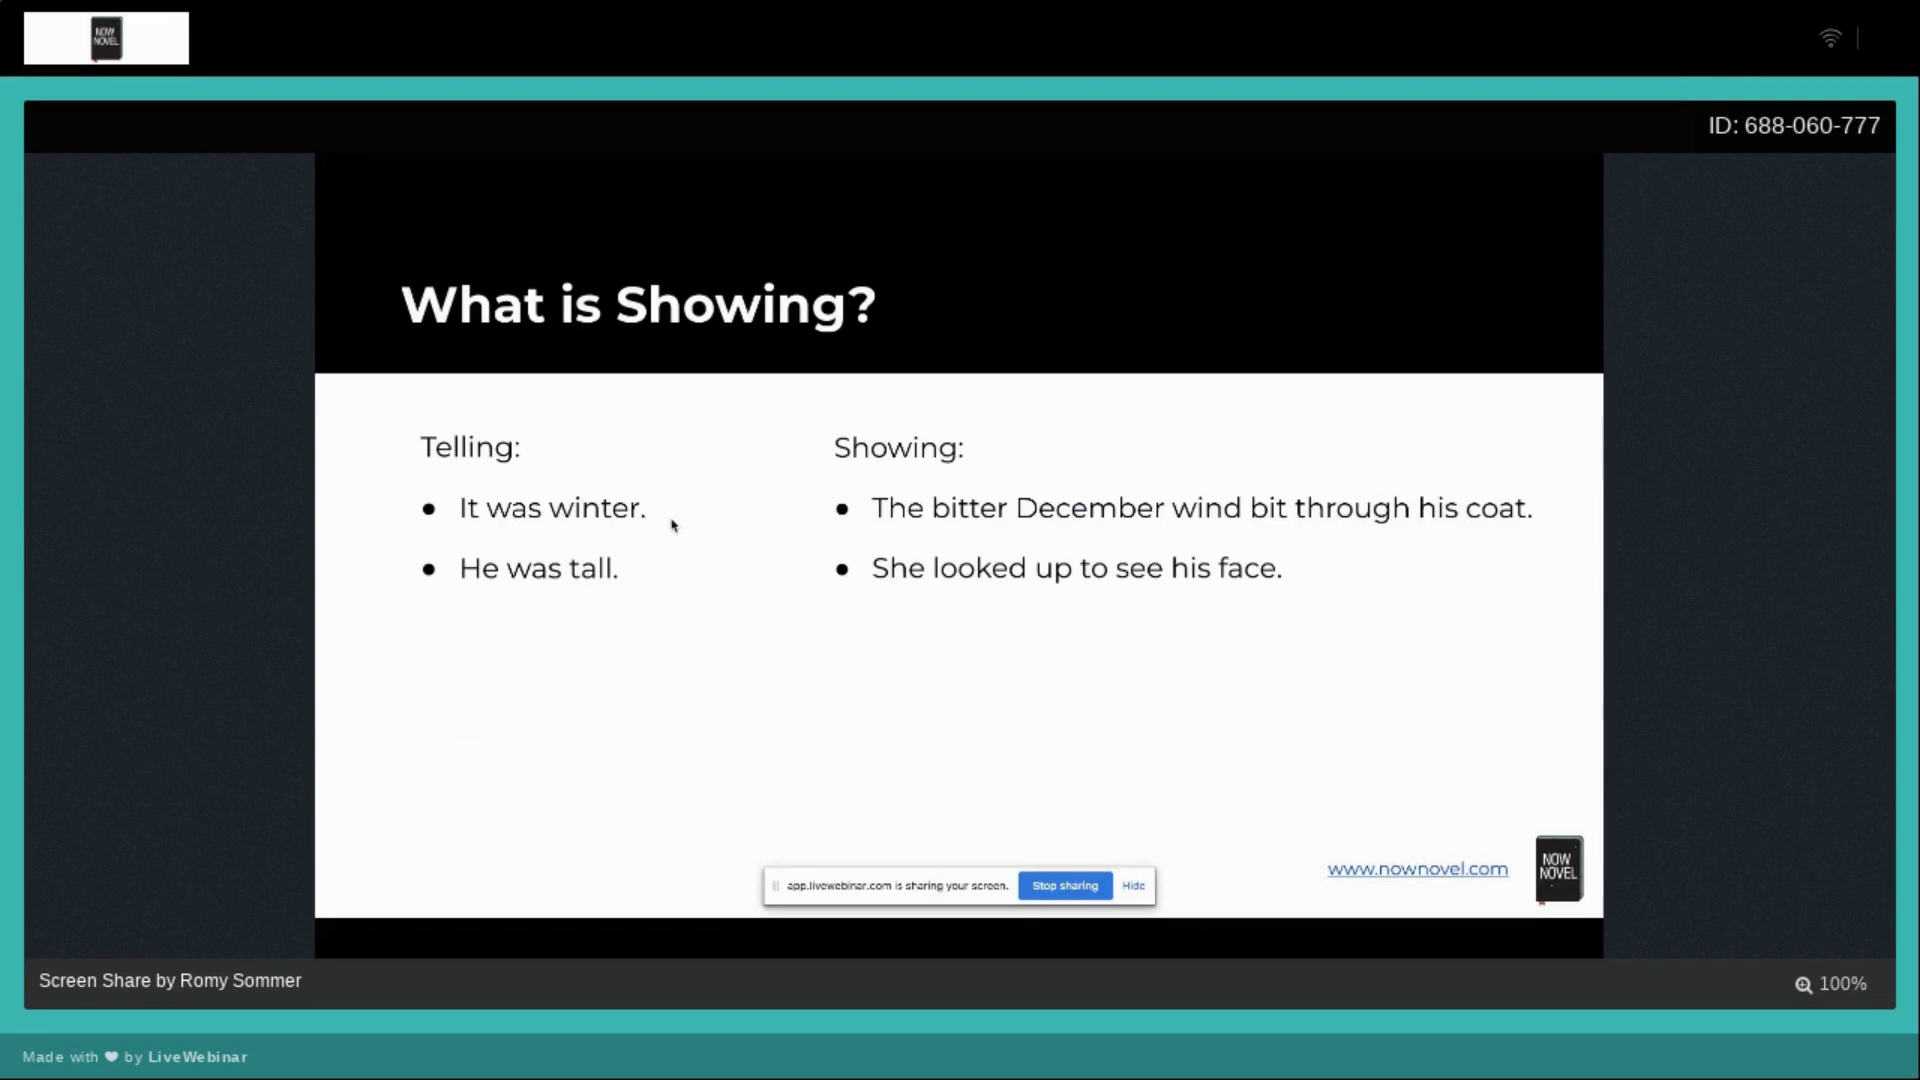 NOW
NOVEL
ID: 688-060-777
What is Showing?
Telling:
● It was winter.
● He was tall.
Showing:
● The bitter December wind bit through his coat.
● She looked up to see his face.
www.nownovel.com
NOW
NOVEL
app.livewebinar.com is sharing your screen. Stop sharing Hide
Screen Share by Romy Sommer
100%
Made with ❤ by LiveWebinar